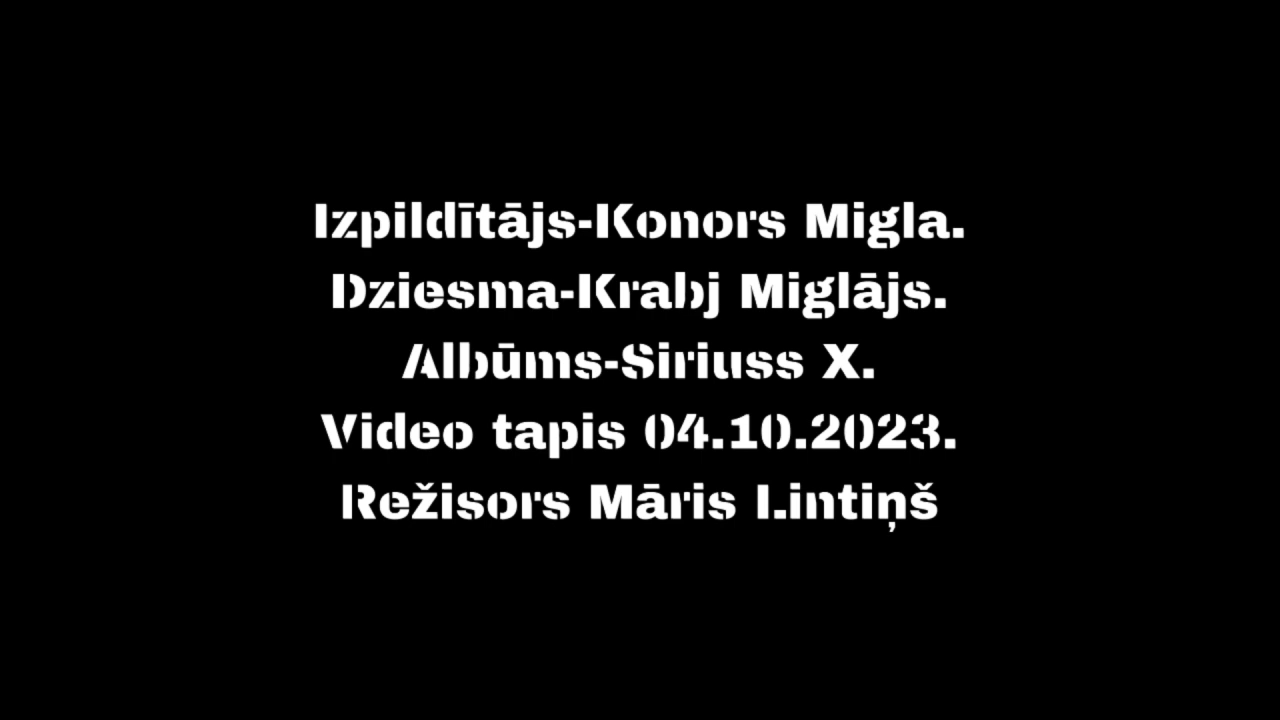 Izpildītājs-Konors Migla.
Dziesma-Krabj Miglājs.
Albūms-Siriuss X.
Video tapis 04.10.2023.
Režisors Māris Lintiņš